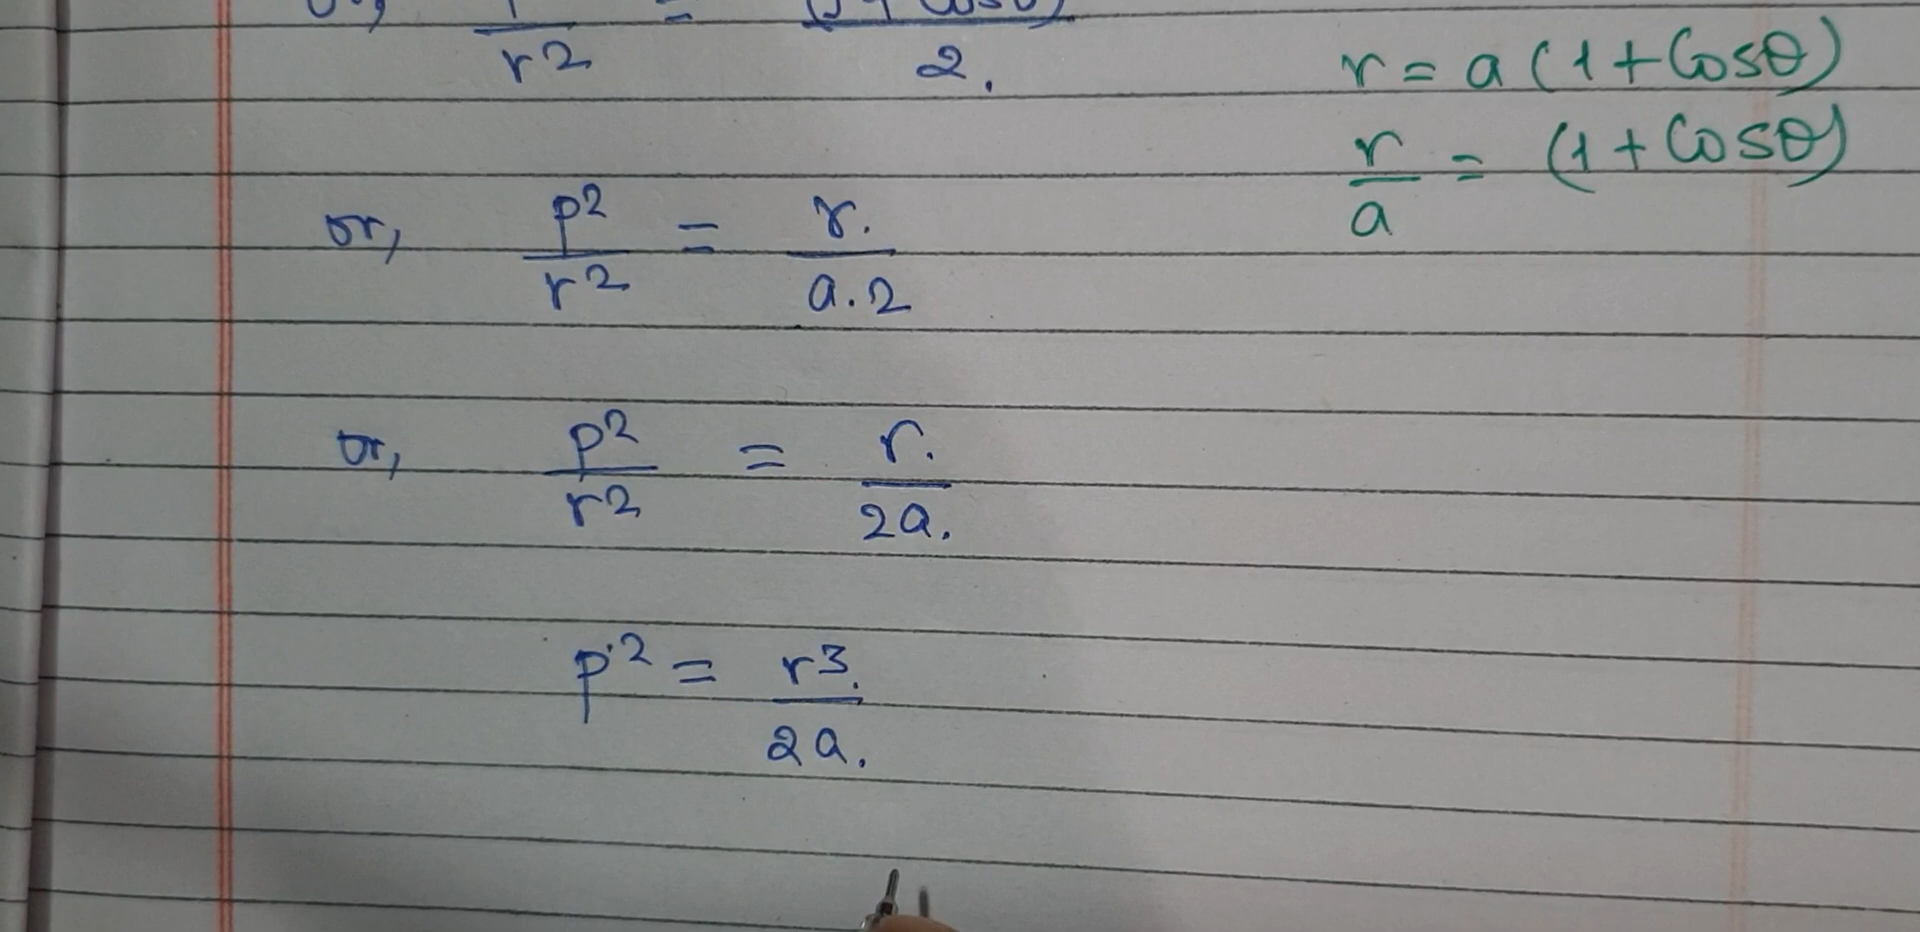 r2 2.
r = a (1 + Cosθ)
r/a = (1 + Cosθ)
or, p²/r² = r./a.2
or, p²/r² = r./2a.
p² = r³./2a.